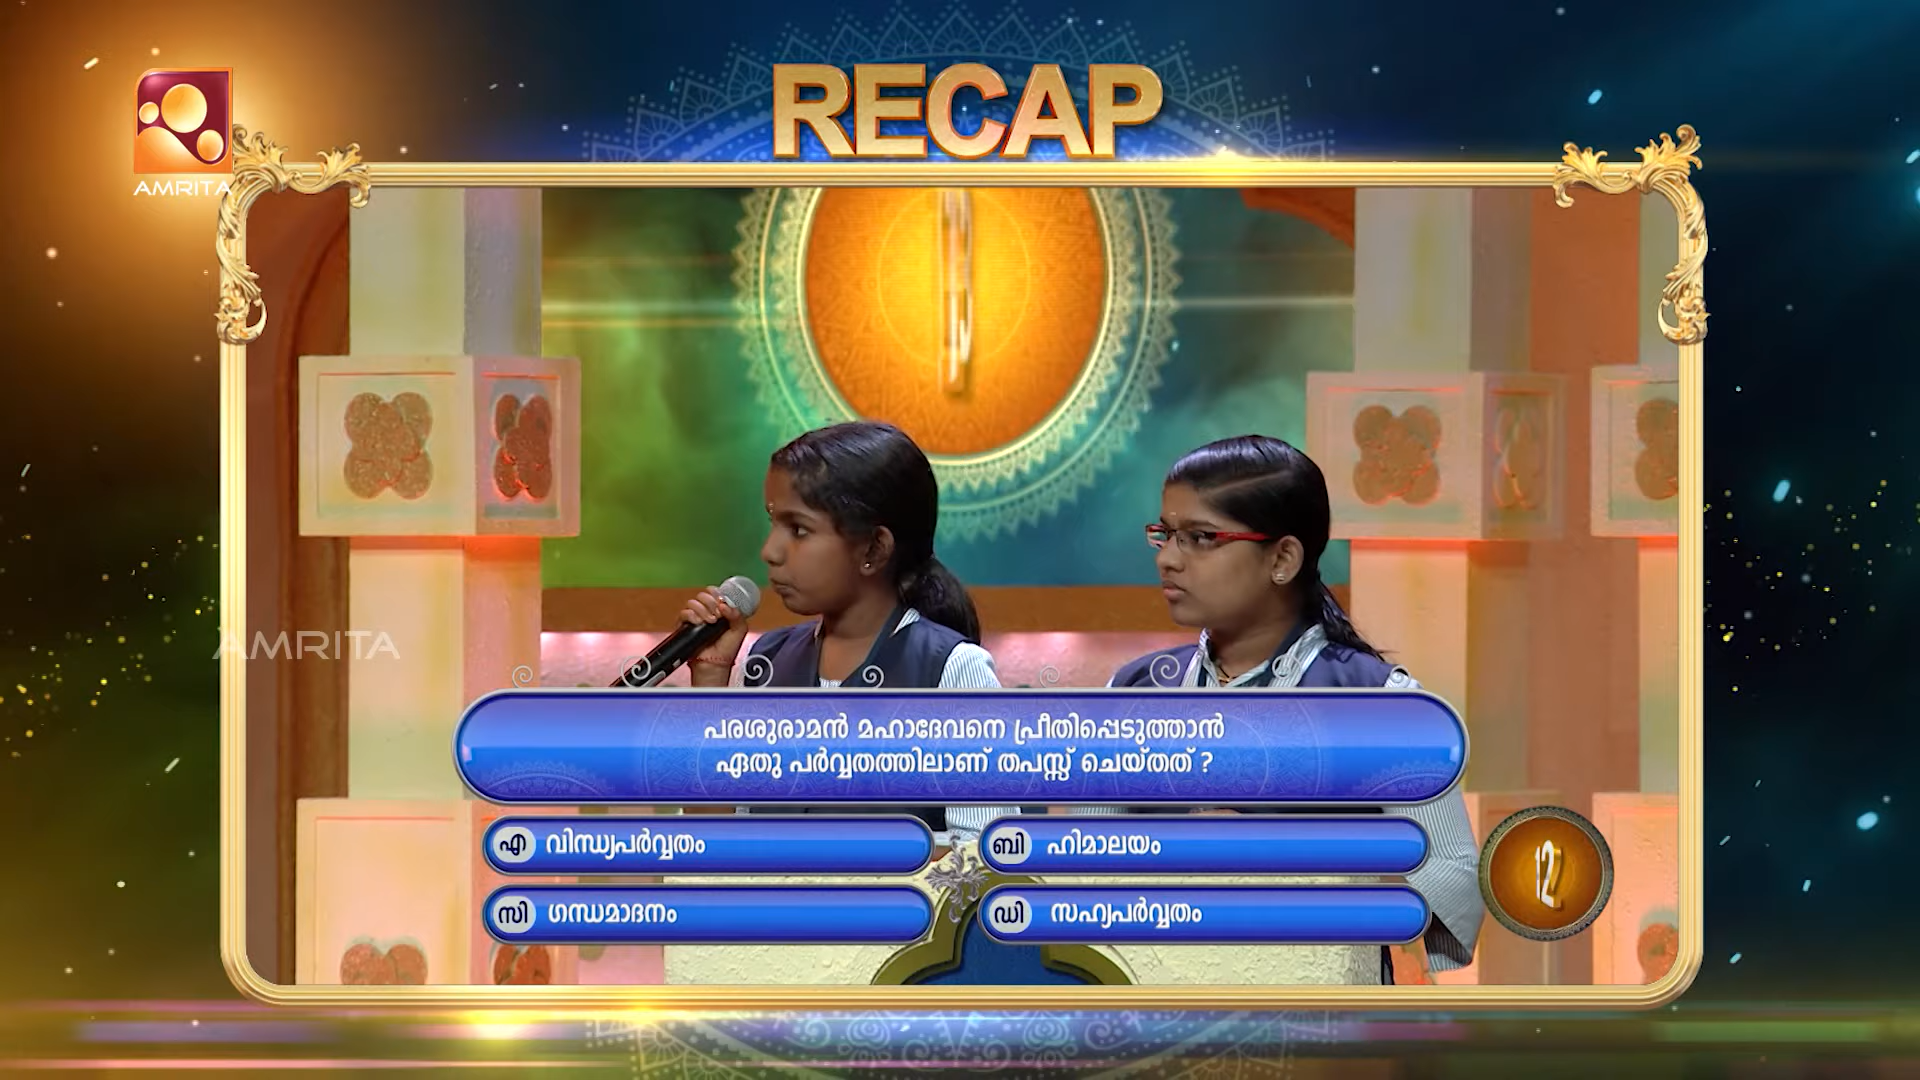 RECAP
AMRITA
AMRITA
പരശുരാമൻ മഹാദേവനെ പ്രീതിപ്പെടുത്താൻ
ഏതു പർവ്വതത്തിലാണ് തപസ്സ് ചെയ്തത് ?
എ വിന്ധ്യപർവ്വതം
ബി ഹിമാലയം
സി ഗന്ധമാദനം
ഡി സഹ്യപർവ്വതം
12